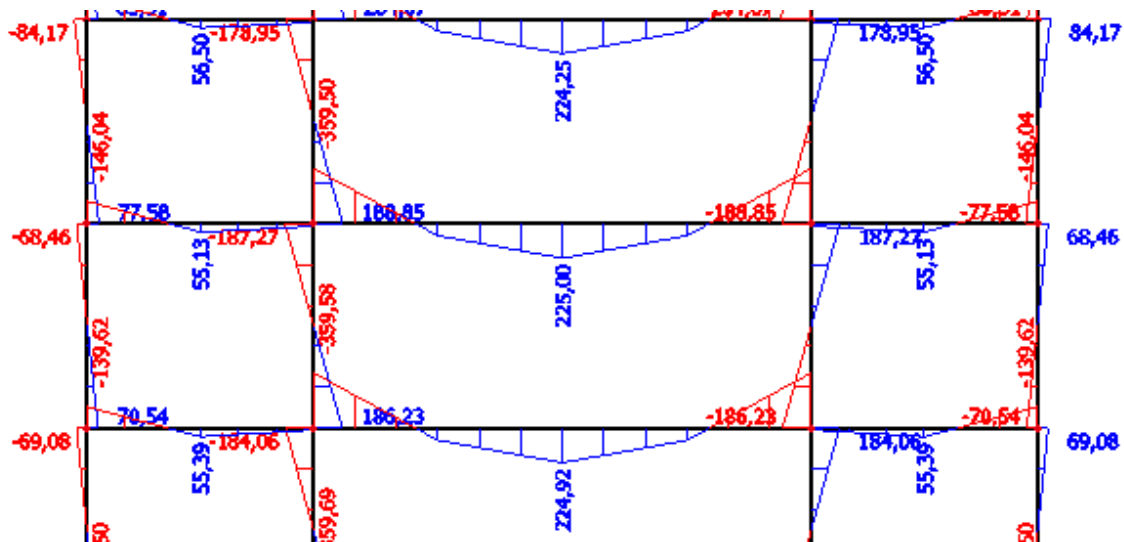 -84,17 -178,95 178,95 84,17
56,50 224,25 56,50
-146,04 -359,50 -146,04
77,58 188,85 -188,85 -77,58
-68,46 -187,27 187,27 68,46
55,13 225,00 55,13
-139,62 -359,58 -139,62
70,54 186,23 -186,23 -70,54
-69,08 -184,06 184,06 69,08
55,39 224,92 55,39